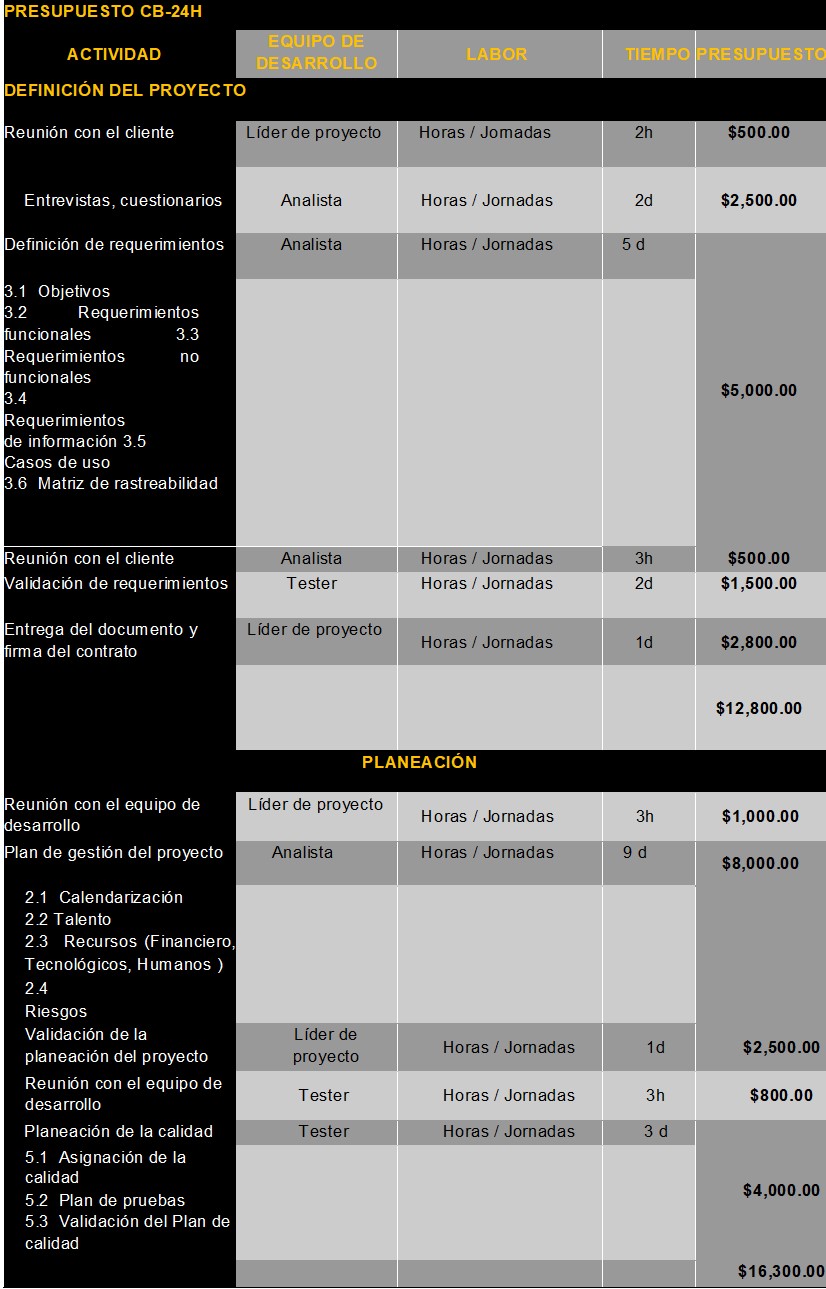 PRESUPUESTO CB-24H
ACTIVIDAD
EQUIPO DE
DESARROLLO
LABOR
TIEMPO
PRESUPUESTO
DEFINICIÓN DEL PROYECTO
Reunión con el cliente
Líder de proyecto
Horas / Jornadas
2h
$500.00
Entrevistas, cuestionarios
Analista
Horas / Jornadas
2d
$2,500.00
Definición de requerimientos
Analista
Horas / Jornadas
5 d
3.1 Objetivos
3.2 Requerimientos
funcionales 3.3
Requerimientos no
funcionales
3.4
Requerimientos
de información 3.5
Casos de uso
3.6 Matriz de rastreabilidad
$5,000.00
Reunión con el cliente
Analista
Horas / Jornadas
3h
$500.00
Validación de requerimientos
Tester
Horas / Jornadas
2d
$1,500.00
Entrega del documento y
firma del contrato
Líder de proyecto
Horas / Jornadas
1d
$2,800.00
$12,800.00
PLANEACIÓN
Reunión con el equipo de
desarrollo
Líder de proyecto
Horas / Jornadas
3h
$1,000.00
Plan de gestión del proyecto
Analista
Horas / Jornadas
9 d
$8,000.00
2.1 Calendarización
2.2 Talento
2.3 Recursos (Financiero,
Tecnológicos, Humanos )
2.4
Riesgos
Validación de la
planeación del proyecto
Líder de
proyecto
Horas / Jornadas
1d
$2,500.00
Reunión con el equipo de
desarrollo
Tester
Horas / Jornadas
3h
$800.00
Planeación de la calidad
Tester
Horas / Jornadas
3 d
5.1 Asignación de la
calidad
5.2 Plan de pruebas
5.3 Validación del Plan de
calidad
$4,000.00
$16,300.00